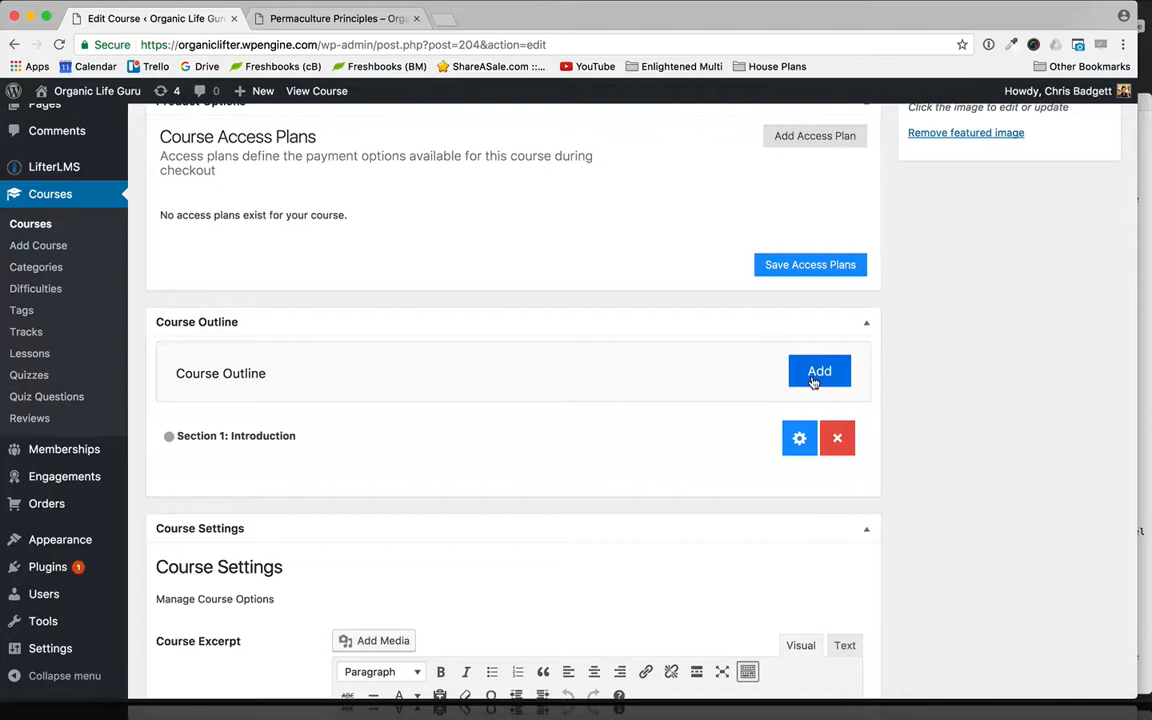 Edit Course ‹ Organic Life Gur
Permaculture Principles – Org
Secure
https://organiclifter.wpengine.com/wp-admin/post.php?post=204&action=edit
Apps
Calendar
Trello
Drive
Freshbooks (cB)
Freshbooks (BM)
ShareASale.com ::...
YouTube
Enlightened Multi
House Plans
Other Bookmarks
Organic Life Guru
4
0
New
View Course
Howdy, Chris Badgett
Pages
Comments
LifterLMS
Courses
Courses
Add Course
Categories
Difficulties
Tags
Tracks
Lessons
Quizzes
Quiz Questions
Reviews
Memberships
Engagements
Orders
Appearance
Plugins 1
Users
Tools
Settings
Collapse menu
Product Options
Course Access Plans
Add Access Plan
Access plans define the payment options available for this course during
checkout
No access plans exist for your course.
Save Access Plans
Click the image to edit or update
Remove featured image
Course Outline
Course Outline
Add
Section 1: Introduction
Course Settings
Course Settings
Manage Course Options
Course Excerpt
Add Media
Visual
Text
Paragraph
B
I
ABC
A